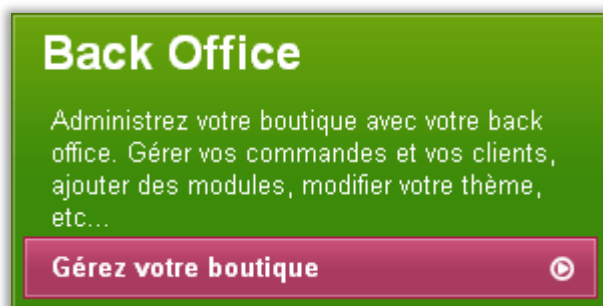 Back Office
Administrez votre boutique avec votre back
office. Gérer vos commandes et vos clients,
ajouter des modules, modifier votre thème,
etc...
Gérez votre boutique